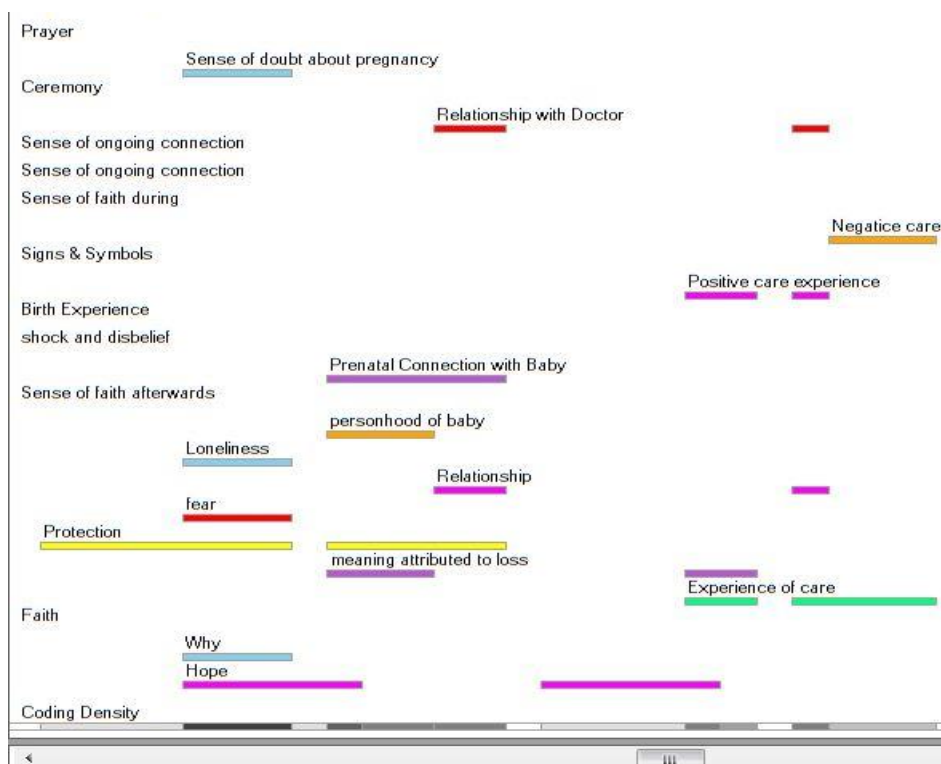 Prayer
Sense of doubt about pregnancy
Ceremony
Relationship with Doctor
Sense of ongoing connection
Sense of ongoing connection
Sense of faith during
Negatice care
Signs & Symbols
Positive care experience
Birth Experience
shock and disbelief
Prenatal Connection with Baby
Sense of faith afterwards
personhood of baby
Loneliness
Relationship
fear
Protection
meaning attributed to loss
Experience of care
Faith
Why
Hope
Coding Density